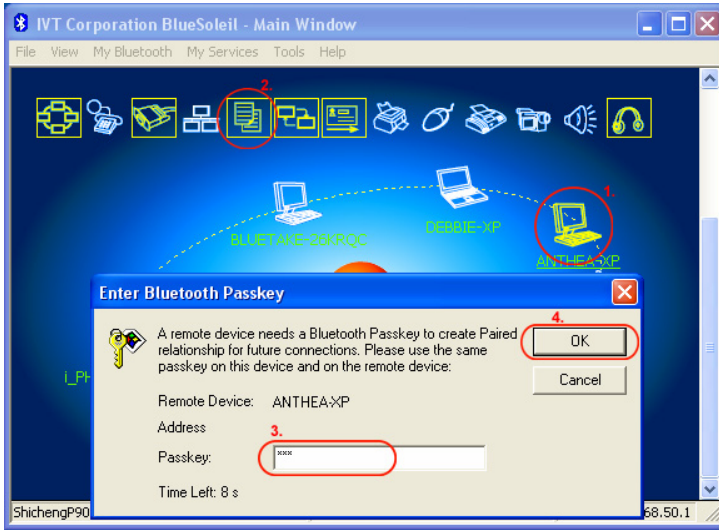 IVT Corporation BlueSoleil - Main Window
File View My Bluetooth My Services Tools Help
2.
1.
BLUETAKE-26KRQC
DEBBIE-XP
ANTHEA-XP
Enter Bluetooth Passkey
4.
A remote device needs a Bluetooth Passkey to create Paired
relationship for future connections. Please use the same
passkey on this device and on the remote device:
OK
Cancel
i_PH
Remote Device: ANTHEA-XP
Address
3.
Passkey: xxx
Time Left: 8 s
ShichengP90
68.50.1